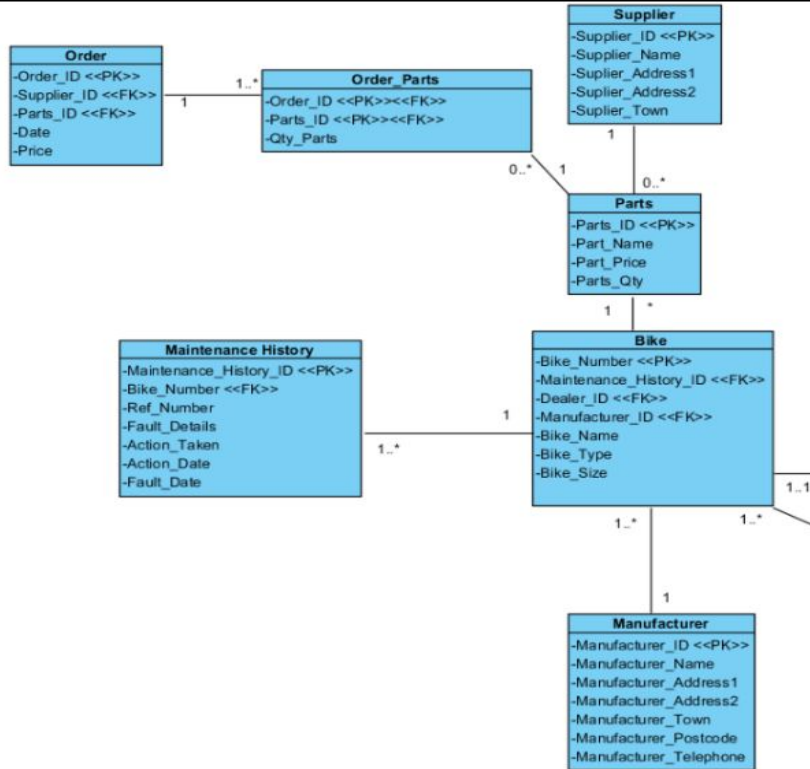 Supplier
-Supplier_ID <<PK>>
-Supplier_Name
-Suplier_Address1
-Supplier_Address2
-Suplier_Town
Order
-Order_ID <<PK>>
-Supplier_ID <<FK>>
-Parts_ID <<FK>>
-Date
-Price
1
1..*
Order_Parts
-Order_ID <<PK>><<FK>>
-Parts_ID <<PK>><<FK>>
-Qty_Parts
0..*
1
1
0..*
Parts
-Parts_ID <<PK>>
-Part_Name
-Part_Price
-Parts_Qty
1
*
Maintenance History
-Maintenance_History_ID <<PK>>
-Bike_Number <<FK>>
-Ref_Number
-Fault_Details
-Action_Taken
-Action_Date
-Fault_Date
1..*
1
Bike
-Bike_Number <<PK>>
-Maintenance_History_ID <<FK>>
-Dealer_ID <<FK>>
-Manufacturer_ID <<FK>>
-Bike_Name
-Bike_Type
-Bike_Size
1..1
1..*
1..*
1
Manufacturer
-Manufacturer_ID <<PK>>
-Manufacturer_Name
-Manufacturer_Address1
-Manufacturer_Address2
-Manufacturer_Town
-Manufacturer_Postcode
-Manufacturer_Telephone